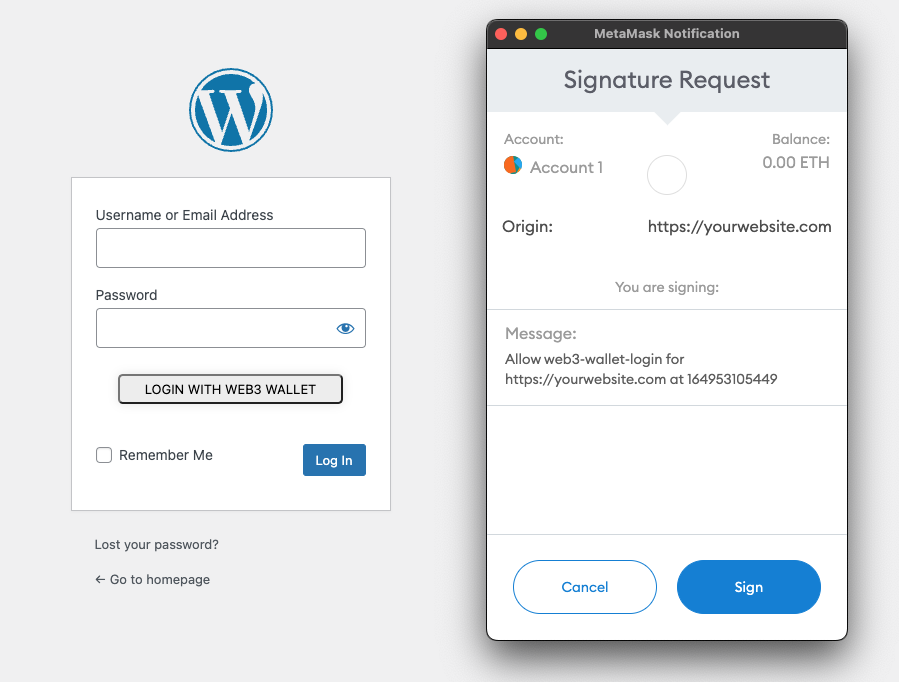 Username or Email Address
Password
LOGIN WITH WEB3 WALLET
Remember Me
Log In
Lost your password?
← Go to homepage
MetaMask Notification
Signature Request
Account:
Balance:
Account 1
0.00 ETH
Origin:
https://yourwebsite.com
You are signing:
Message:
Allow web3-wallet-login for
https://yourwebsite.com at 164953105449
Cancel
Sign